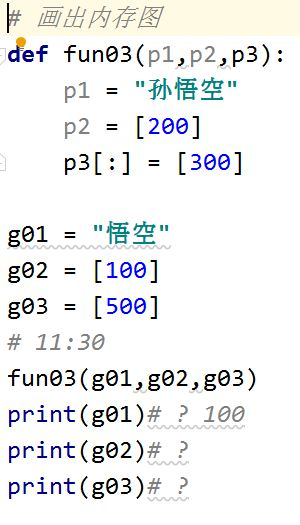 # 画出内存图
def fun03(p1,p2,p3):
    p1 = "孙悟空"
    p2 = [200]
    p3[:] = [300]
g01 = "悟空"
g02 = [100]
g03 = [500]
# 11:30
fun03(g01,g02,g03)
print(g01)# ? 100
print(g02)# ?
print(g03)# ?